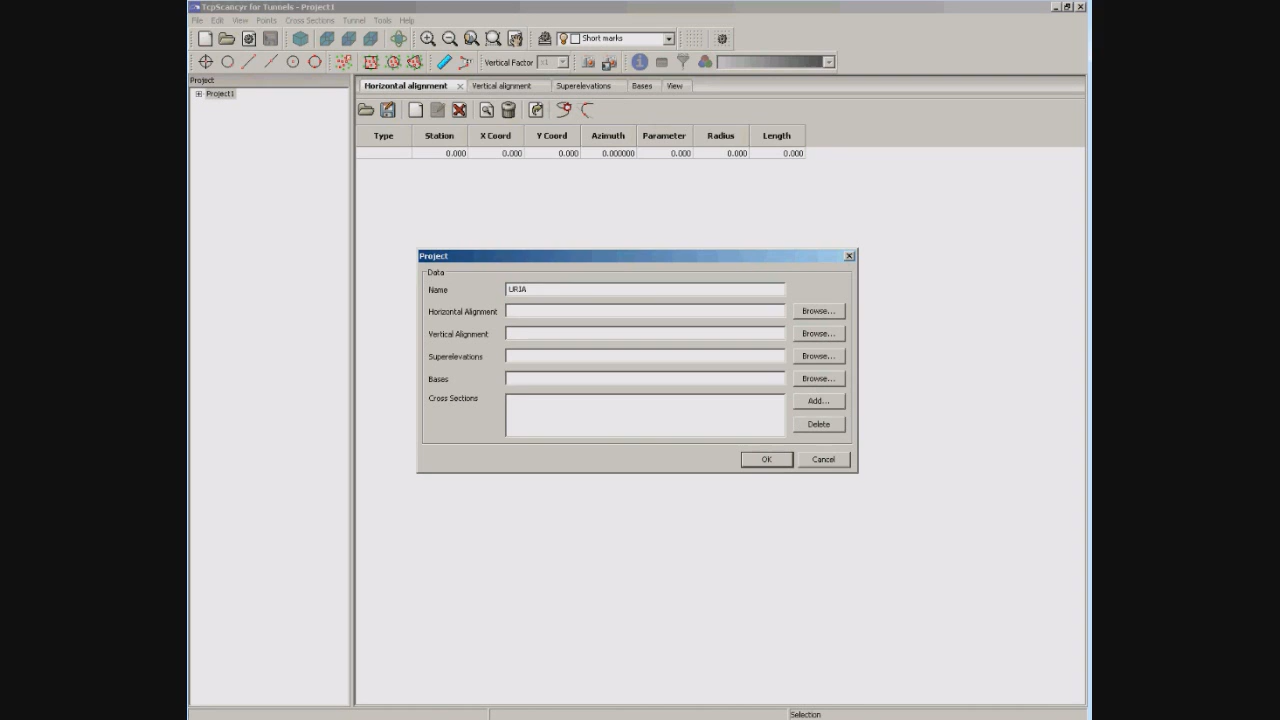 TcpScancyr for Tunnels - Project1
File Edit View Points Cross Sections Tunnel Tools Help
Short marks
Vertical Factor x1
Project
Project1
Horizontal alignment Vertical alignment Superelevations Bases View
Type Station X Coord Y Coord Azimuth Parameter Radius Length
0.000 0.000 0.000 0.000000 0.000 0.000 0.000
Project
Data
Name URIA
Horizontal Alignment Browse...
Vertical Alignment Browse...
Superelevations Browse...
Bases Browse...
Cross Sections Add...
Delete
OK Cancel
Selection